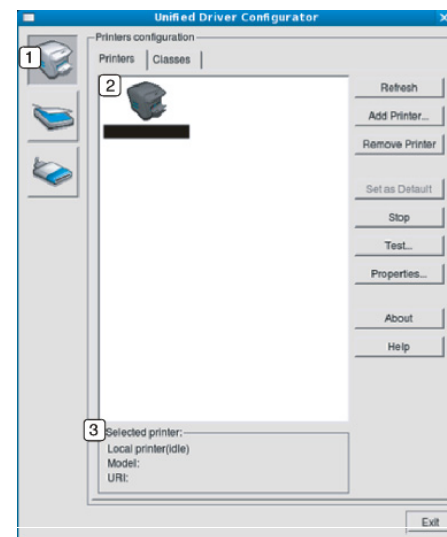 Unified Driver Configurator
1
Printers configuration
Printers Classes
2
Refresh
Add Printer...
Remove Printer
Set as Default
Stop
Test...
Properties...
About
Help
3
Selected printer:
Local printer(idle)
Model:
URI:
Exit